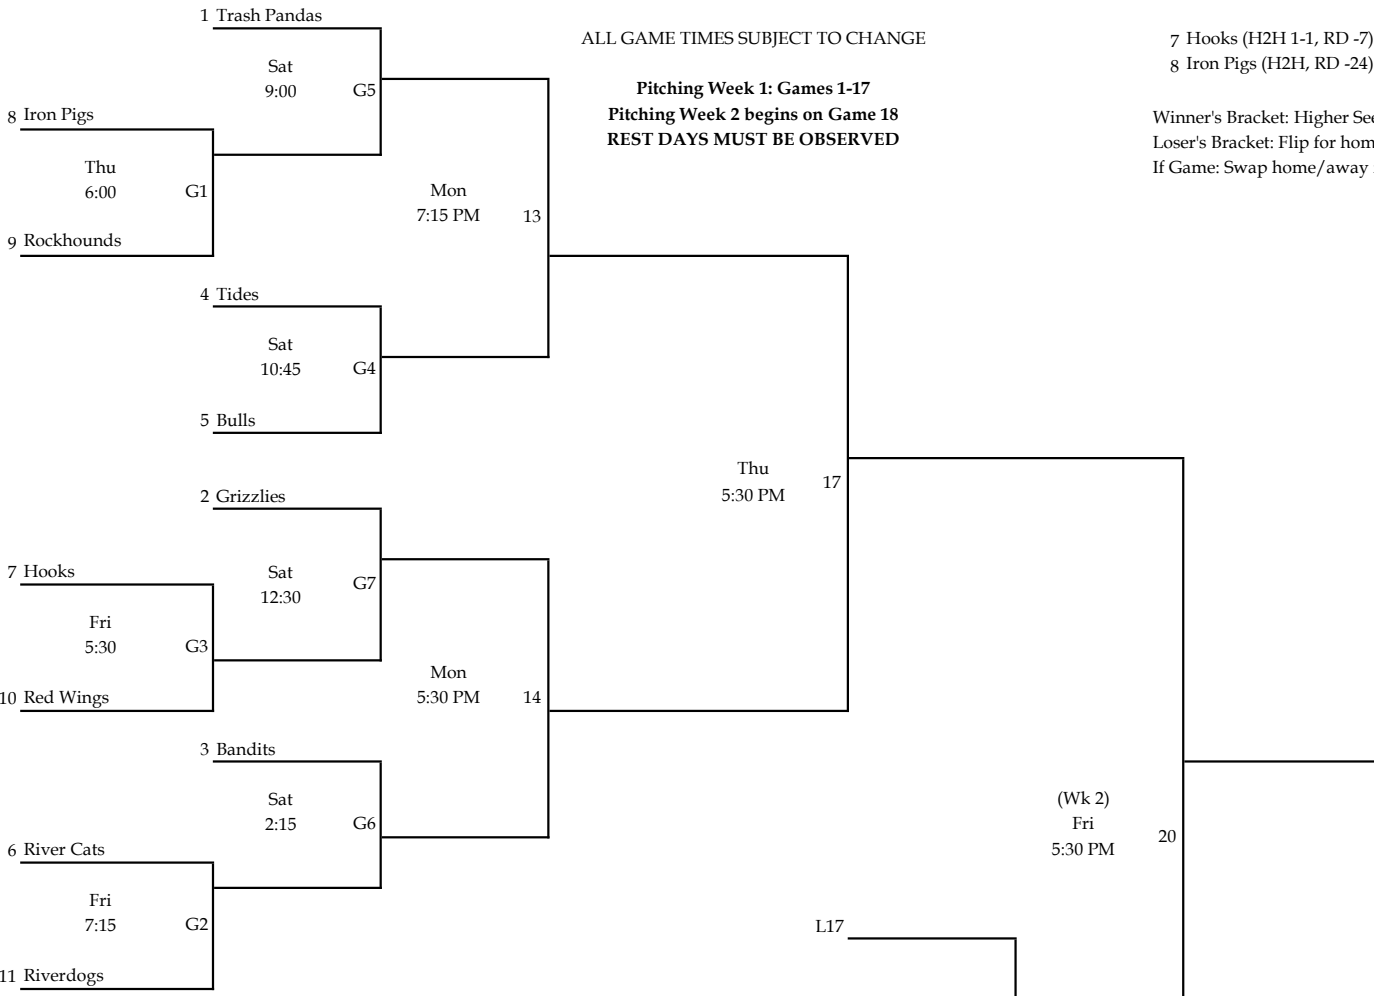 1 Trash Pandas
ALL GAME TIMES SUBJECT TO CHANGE
7 Hooks (H2H 1-1, RD -7)
8 Iron Pigs (H2H, RD -24)
Sat
9:00 G5
Pitching Week 1: Games 1-17
Pitching Week 2 begins on Game 18
REST DAYS MUST BE OBSERVED
Winner's Bracket: Higher See
Loser's Bracket: Flip for hom
If Game: Swap home/away
8 Iron Pigs
Thu
6:00 G1
Mon
7:15 PM 13
9 Rockhounds
4 Tides
Sat
10:45 G4
5 Bulls
Thu
5:30 PM 17
2 Grizzlies
7 Hooks
Sat
12:30 G7
Fri
5:30 G3
Mon
5:30 PM 14
10 Red Wings
3 Bandits
Sat
2:15 G6
(Wk 2)
Fri
5:30 PM 20
6 River Cats
Fri
7:15 G2
L17
11 Riverdogs